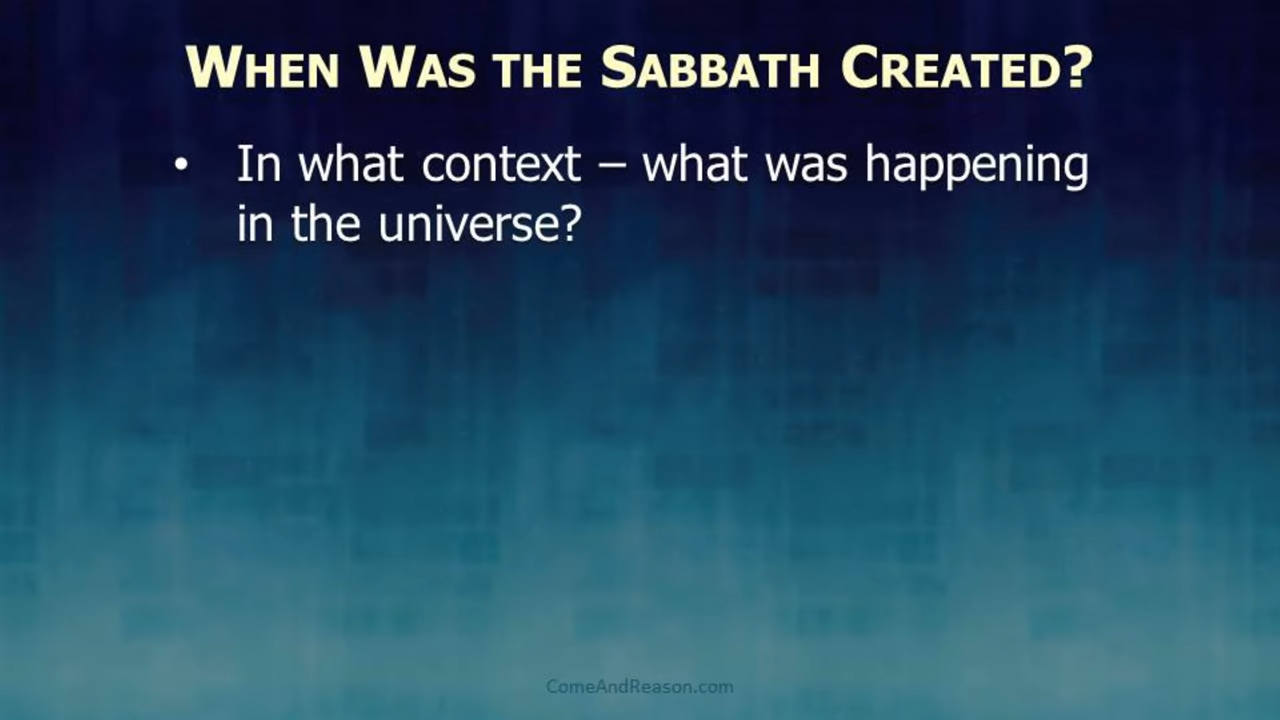 WHEN WAS THE SABBATH CREATED?
• In what context – what was happening
in the universe?
ComeAndReason.com